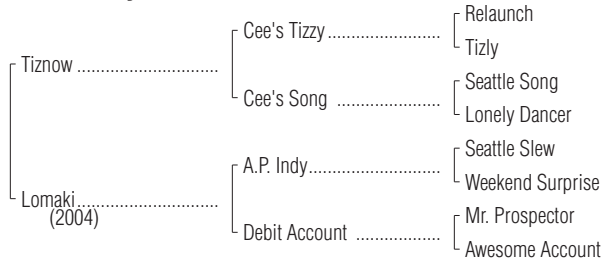 Relaunch
Cee's Tizzy
Tizly
Tiznow
Seattle Song
Cee's Song
Lonely Dancer
Seattle Slew
A.P. Indy
Weekend Surprise
Lomaki
(2004)
Mr. Prospector
Debit Account
Awesome Account